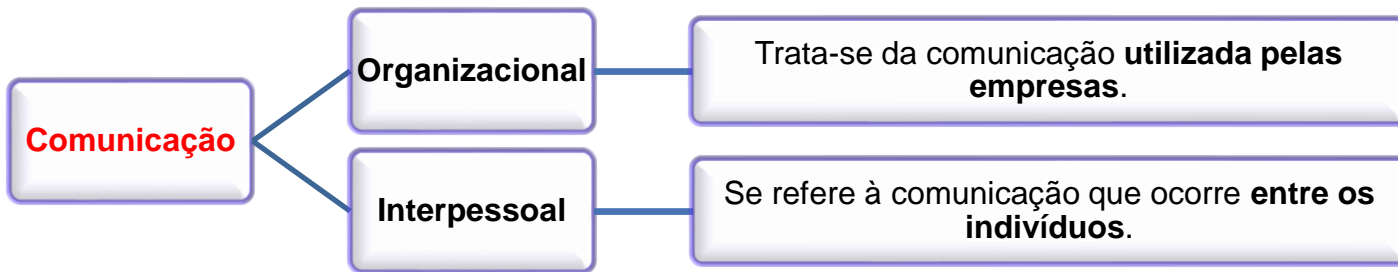 Comunicação
Organizacional
Trata-se da comunicação utilizada pelas
empresas.
Interpessoal
Se refere à comunicação que ocorre entre os
indivíduos.